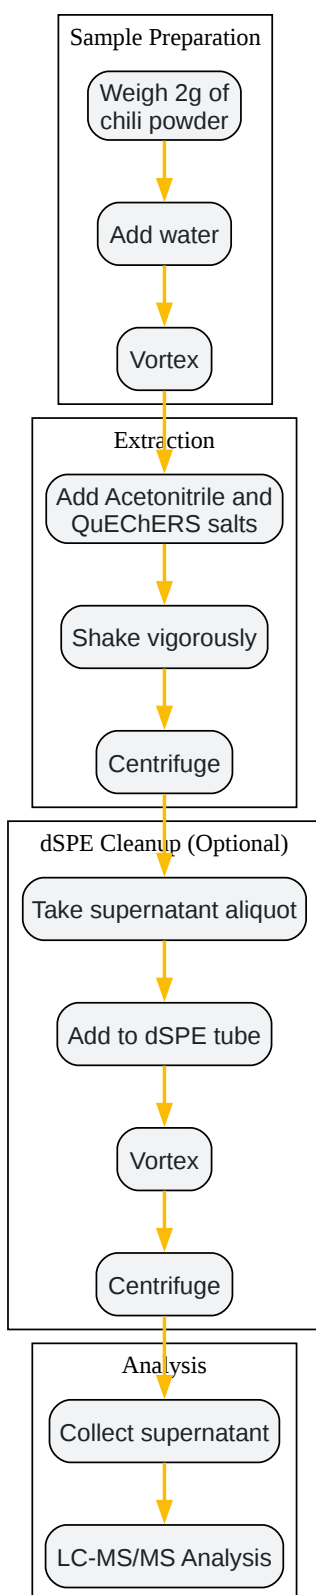 Sample Preparation
Weigh 2g of
chili powder
Add water
Vortex
Extraction
Add Acetonitrile and
QuEChERS salts
Shake vigorously
Centrifuge
dSPE Cleanup (Optional)
Take supernatant aliquot
Add to dSPE tube
Vortex
Centrifuge
Analysis
Collect supernatant
LC-MS/MS Analysis